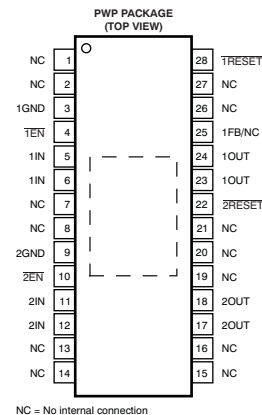 PWP PACKAGE
(TOP VIEW)
NC 1 28 1RESET
NC 2 27 NC
1GND 3 26 NC
1EN 4 25 1FB/NC
1IN 5 24 1OUT
1IN 6 23 1OUT
NC 7 22 2RESET
NC 8 21 NC
2GND 9 20 NC
2EN 10 19 NC
2IN 11 18 2OUT
2IN 12 17 2OUT
NC 13 16 NC
NC 14 15 NC
NC = No internal connection